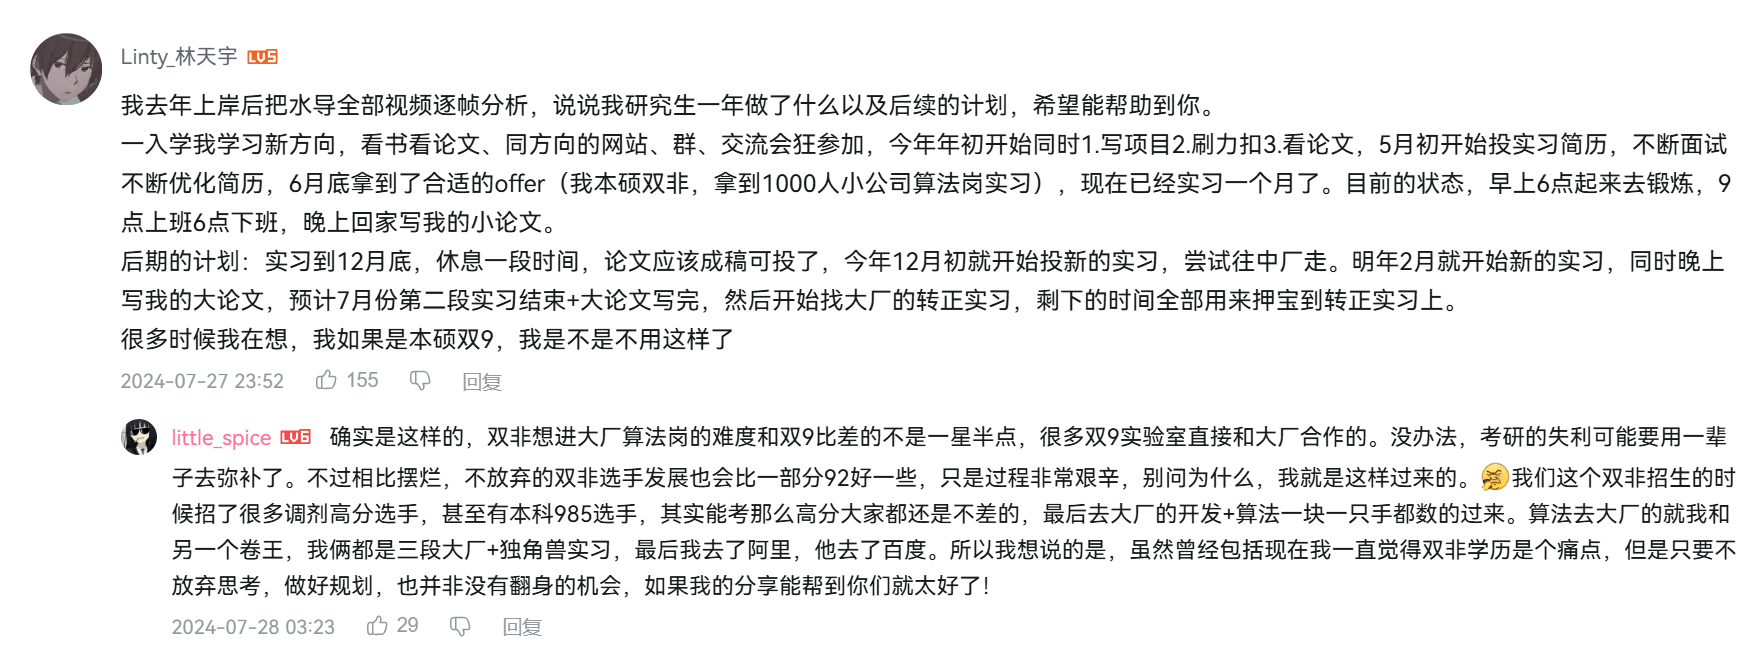 Linty_林天宇 LV5
我去年上岸后把水导全部视频逐帧分析，说说我研究生一年做了什么以及后续的计划，希望能帮助到你。
一入学我学习新方向，看书看论文、同方向的网站、群、交流会狂参加，今年年初开始同时1.写项目2.刷力扣3.看论文，5月初开始投实习简历，不断面试
不断优化简历，6月底拿到了合适的offer（我本硕双非，拿到1000人小公司算法岗实习），现在已经实习一个月了。目前的状态，早上6点起来去锻炼，9
点上班6点下班，晚上回家写我的小论文。
后期的计划：实习到12月底，休息一段时间，论文应该成稿可投了，今年12月初就开始投新的实习，尝试往中厂走。明年2月就开始新的实习，同时晚上
写我的大论文，预计7月份第二段实习结束+大论文写完，然后开始找大厂的转正实习，剩下的时间全部用来押宝到转正实习上。
很多时候我在想，我如果是本硕双9，我是不是不用这样了
2024-07-27 23:52 155 回复
little_spice LV6 确实是这样的，双非想进大厂算法岗的难度和双9比差的不是一星半点，很多双9实验室直接和大厂合作的。没办法，考研的失利可能要用一辈
子去弥补了。不过相比摆烂，不放弃的双非选手发展也会比一部分92好一些，只是过程非常艰辛，别问为什么，我就是这样过来的。我们这个双非招生的时
候招了很多调剂高分选手，甚至有本科985选手，其实能考那么高分大家都还是不差的，最后去大厂的开发+算法一块一只手都数的过来。算法去大厂的就我和
另一个卷王，我俩都是三段大厂+独角兽实习，最后我去了阿里，他去了百度。所以我想说的是，虽然曾经包括现在我一直觉得双非学历是个痛点，但是只要不
放弃思考，做好规划，也并非没有翻身的机会，如果我的分享能帮到你们就太好了！
2024-07-28 03:23 29 回复